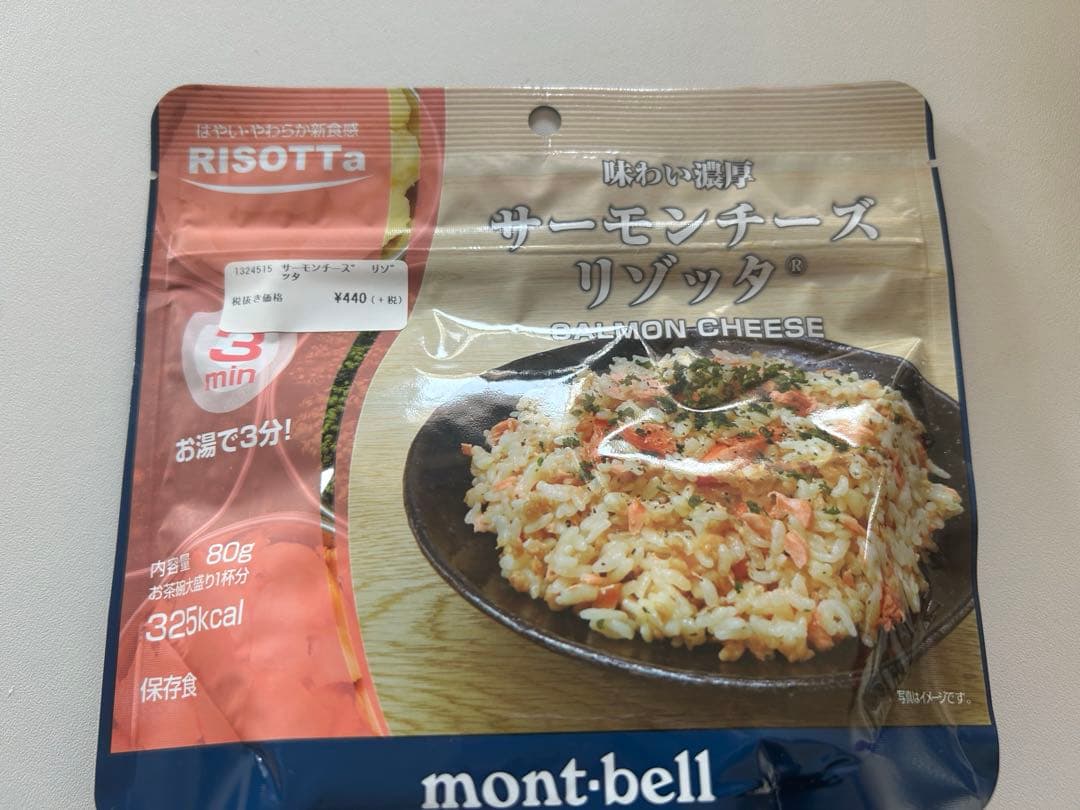 はやい・やわらか新食感
RISOTTa
味わい濃厚
サーモンチーズ
リゾッタ®
SALMON CHEESE
1324515 サーモンチーズ リゾ
ッタ
税抜き価格 ¥440(+税)
3
min
お湯で3分!
内容量 80g
お茶碗大盛り1杯分
325kcal
保存食
写真はイメージです。
mont·bell